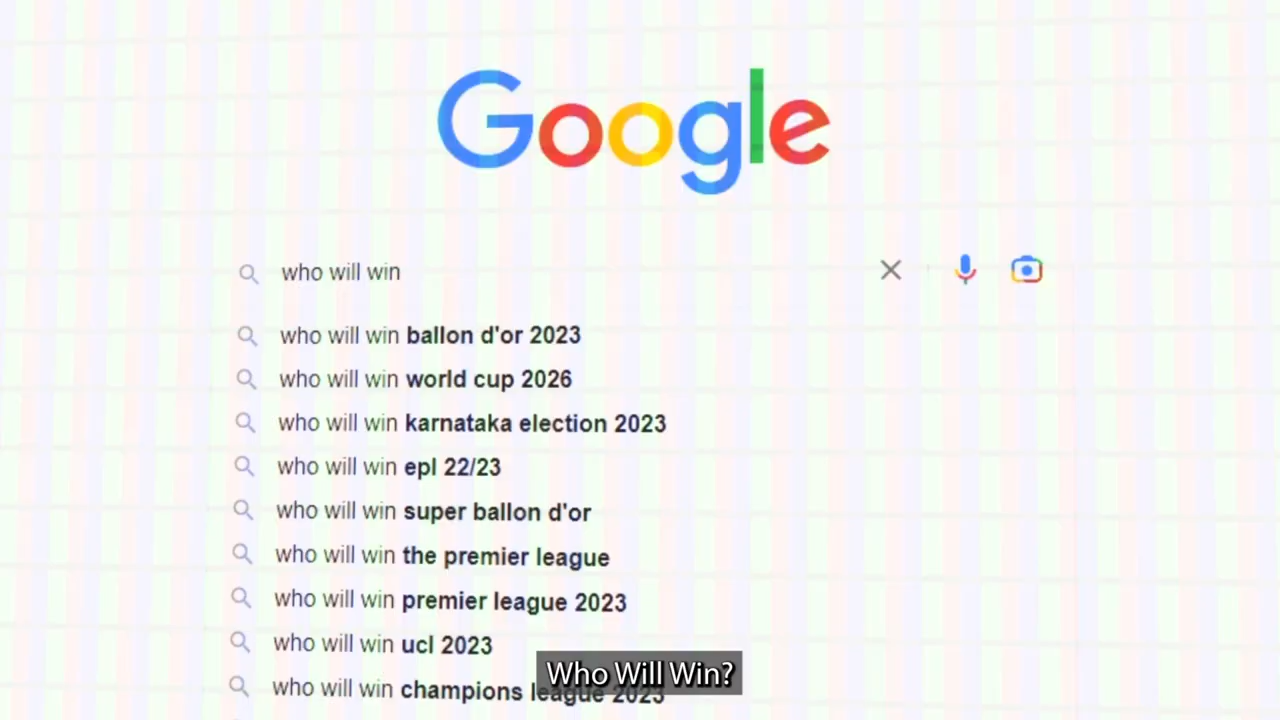 Google
who will win
who will win ballon d'or 2023
who will win world cup 2026
who will win karnataka election 2023
who will win epl 22/23
who will win super ballon d'or
who will win the premier league
who will win premier league 2023
who will win ucl 2023
who will win champions league 2023
Who Will Win?